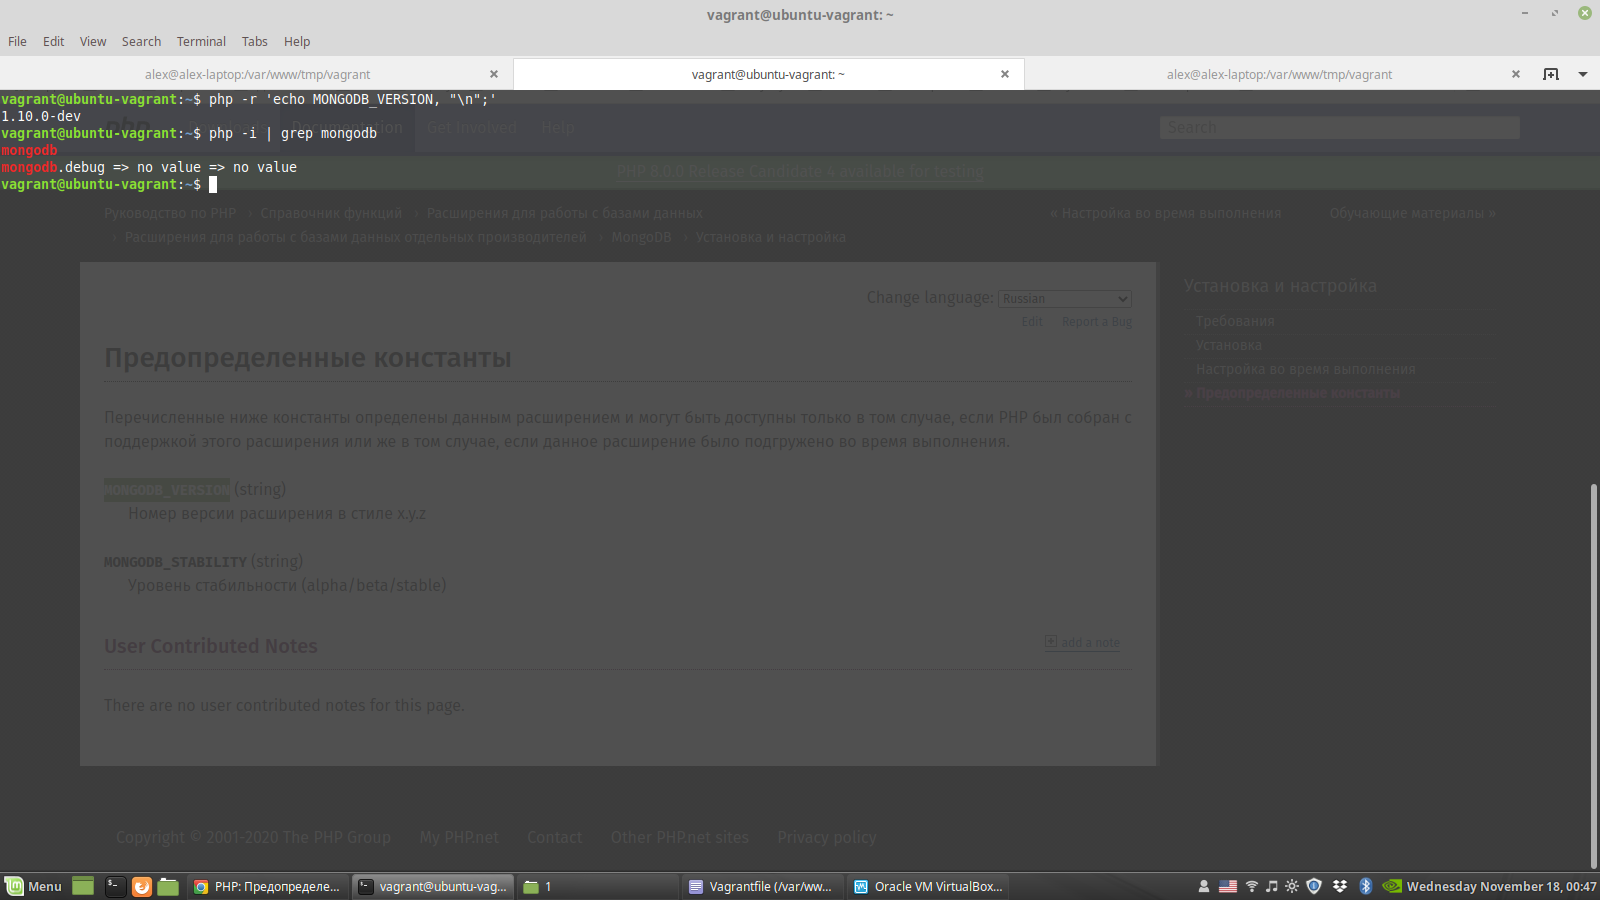 vagrant@ubuntu-vagrant: ~
File Edit View Search Terminal Tabs Help
alex@alex-laptop:/var/www/tmp/vagrant
vagrant@ubuntu-vagrant: ~
alex@alex-laptop:/var/www/tmp/vagrant
vagrant@ubuntu-vagrant:~$ php -r 'echo MONGODB_VERSION, "\n";'
1.10.0-dev
vagrant@ubuntu-vagrant:~$ php -i | grep mongodb
mongodb
mongodb.debug => no value => no value
vagrant@ubuntu-vagrant:~$
php Downloads Documentation Get Involved Help
Search
PHP 8.0.0 Release Candidate 4 available for testing
Руководство по PHP › Справочник функций › Расширения для работы с базами данных
« Настройка во время выполнения Обучающие материалы »
› Расширения для работы с базами данных отдельных производителей › MongoDB › Установка и настройка
Change language: Russian
Edit Report a Bug
Предопределенные константы
Перечисленные ниже константы определены данным расширением и могут быть доступны только в том случае, если PHP был собран с
поддержкой этого расширения или же в том случае, если данное расширение было подгружено во время выполнения.
MONGODB_VERSION (string)
Номер версии расширения в стиле x.y.z
MONGODB_STABILITY (string)
Уровень стабильности (alpha/beta/stable)
User Contributed Notes
add a note
There are no user contributed notes for this page.
Установка и настройка
Требования
Установка
Настройка во время выполнения
» Предопределенные константы
Copyright © 2001-2020 The PHP Group My PHP.net Contact Other PHP.net sites Privacy policy
Menu PHP: Предопределе... vagrant@ubuntu-vag... 1 Vagrantfile (/var/ww... Oracle VM VirtualBox... Wednesday November 18, 00:47